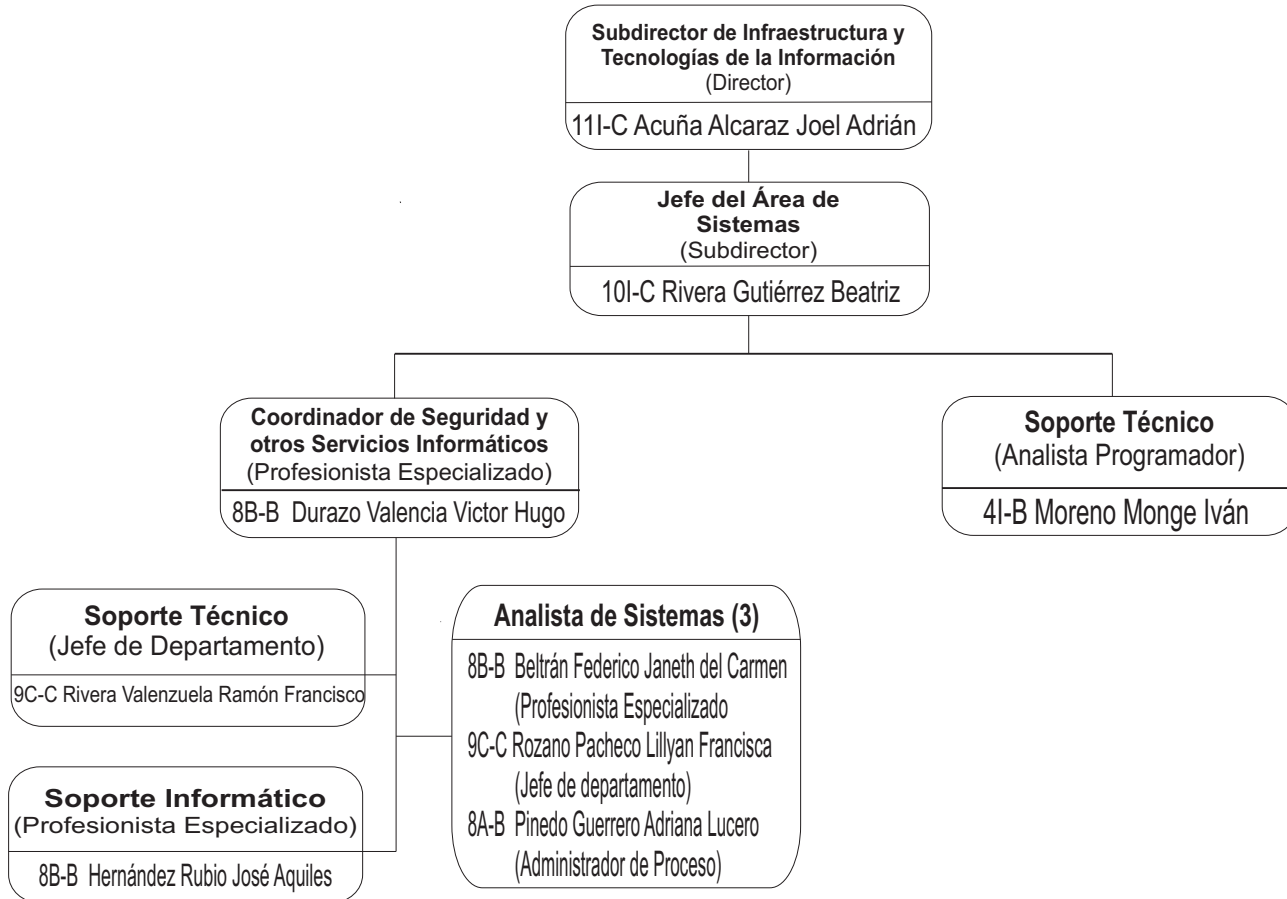 Subdirector de Infraestructura y
Tecnologías de la Información
(Director)
11I-C Acuña Alcaraz Joel Adrián
Jefe del Área de
Sistemas
(Subdirector)
10I-C Rivera Gutiérrez Beatriz
Coordinador de Seguridad y
otros Servicios Informáticos
(Profesionista Especializado)
8B-B Durazo Valencia Victor Hugo
Soporte Técnico
(Analista Programador)
4I-B Moreno Monge Iván
Soporte Técnico
(Jefe de Departamento)
9C-C Rivera Valenzuela Ramón Francisco
Analista de Sistemas (3)
8B-B Beltrán Federico Janeth del Carmen
(Profesionista Especializado
9C-C Rozano Pacheco Lillyan Francisca
(Jefe de departamento)
8A-B Pinedo Guerrero Adriana Lucero
(Administrador de Proceso)
Soporte Informático
(Profesionista Especializado)
8B-B Hernández Rubio José Aquiles